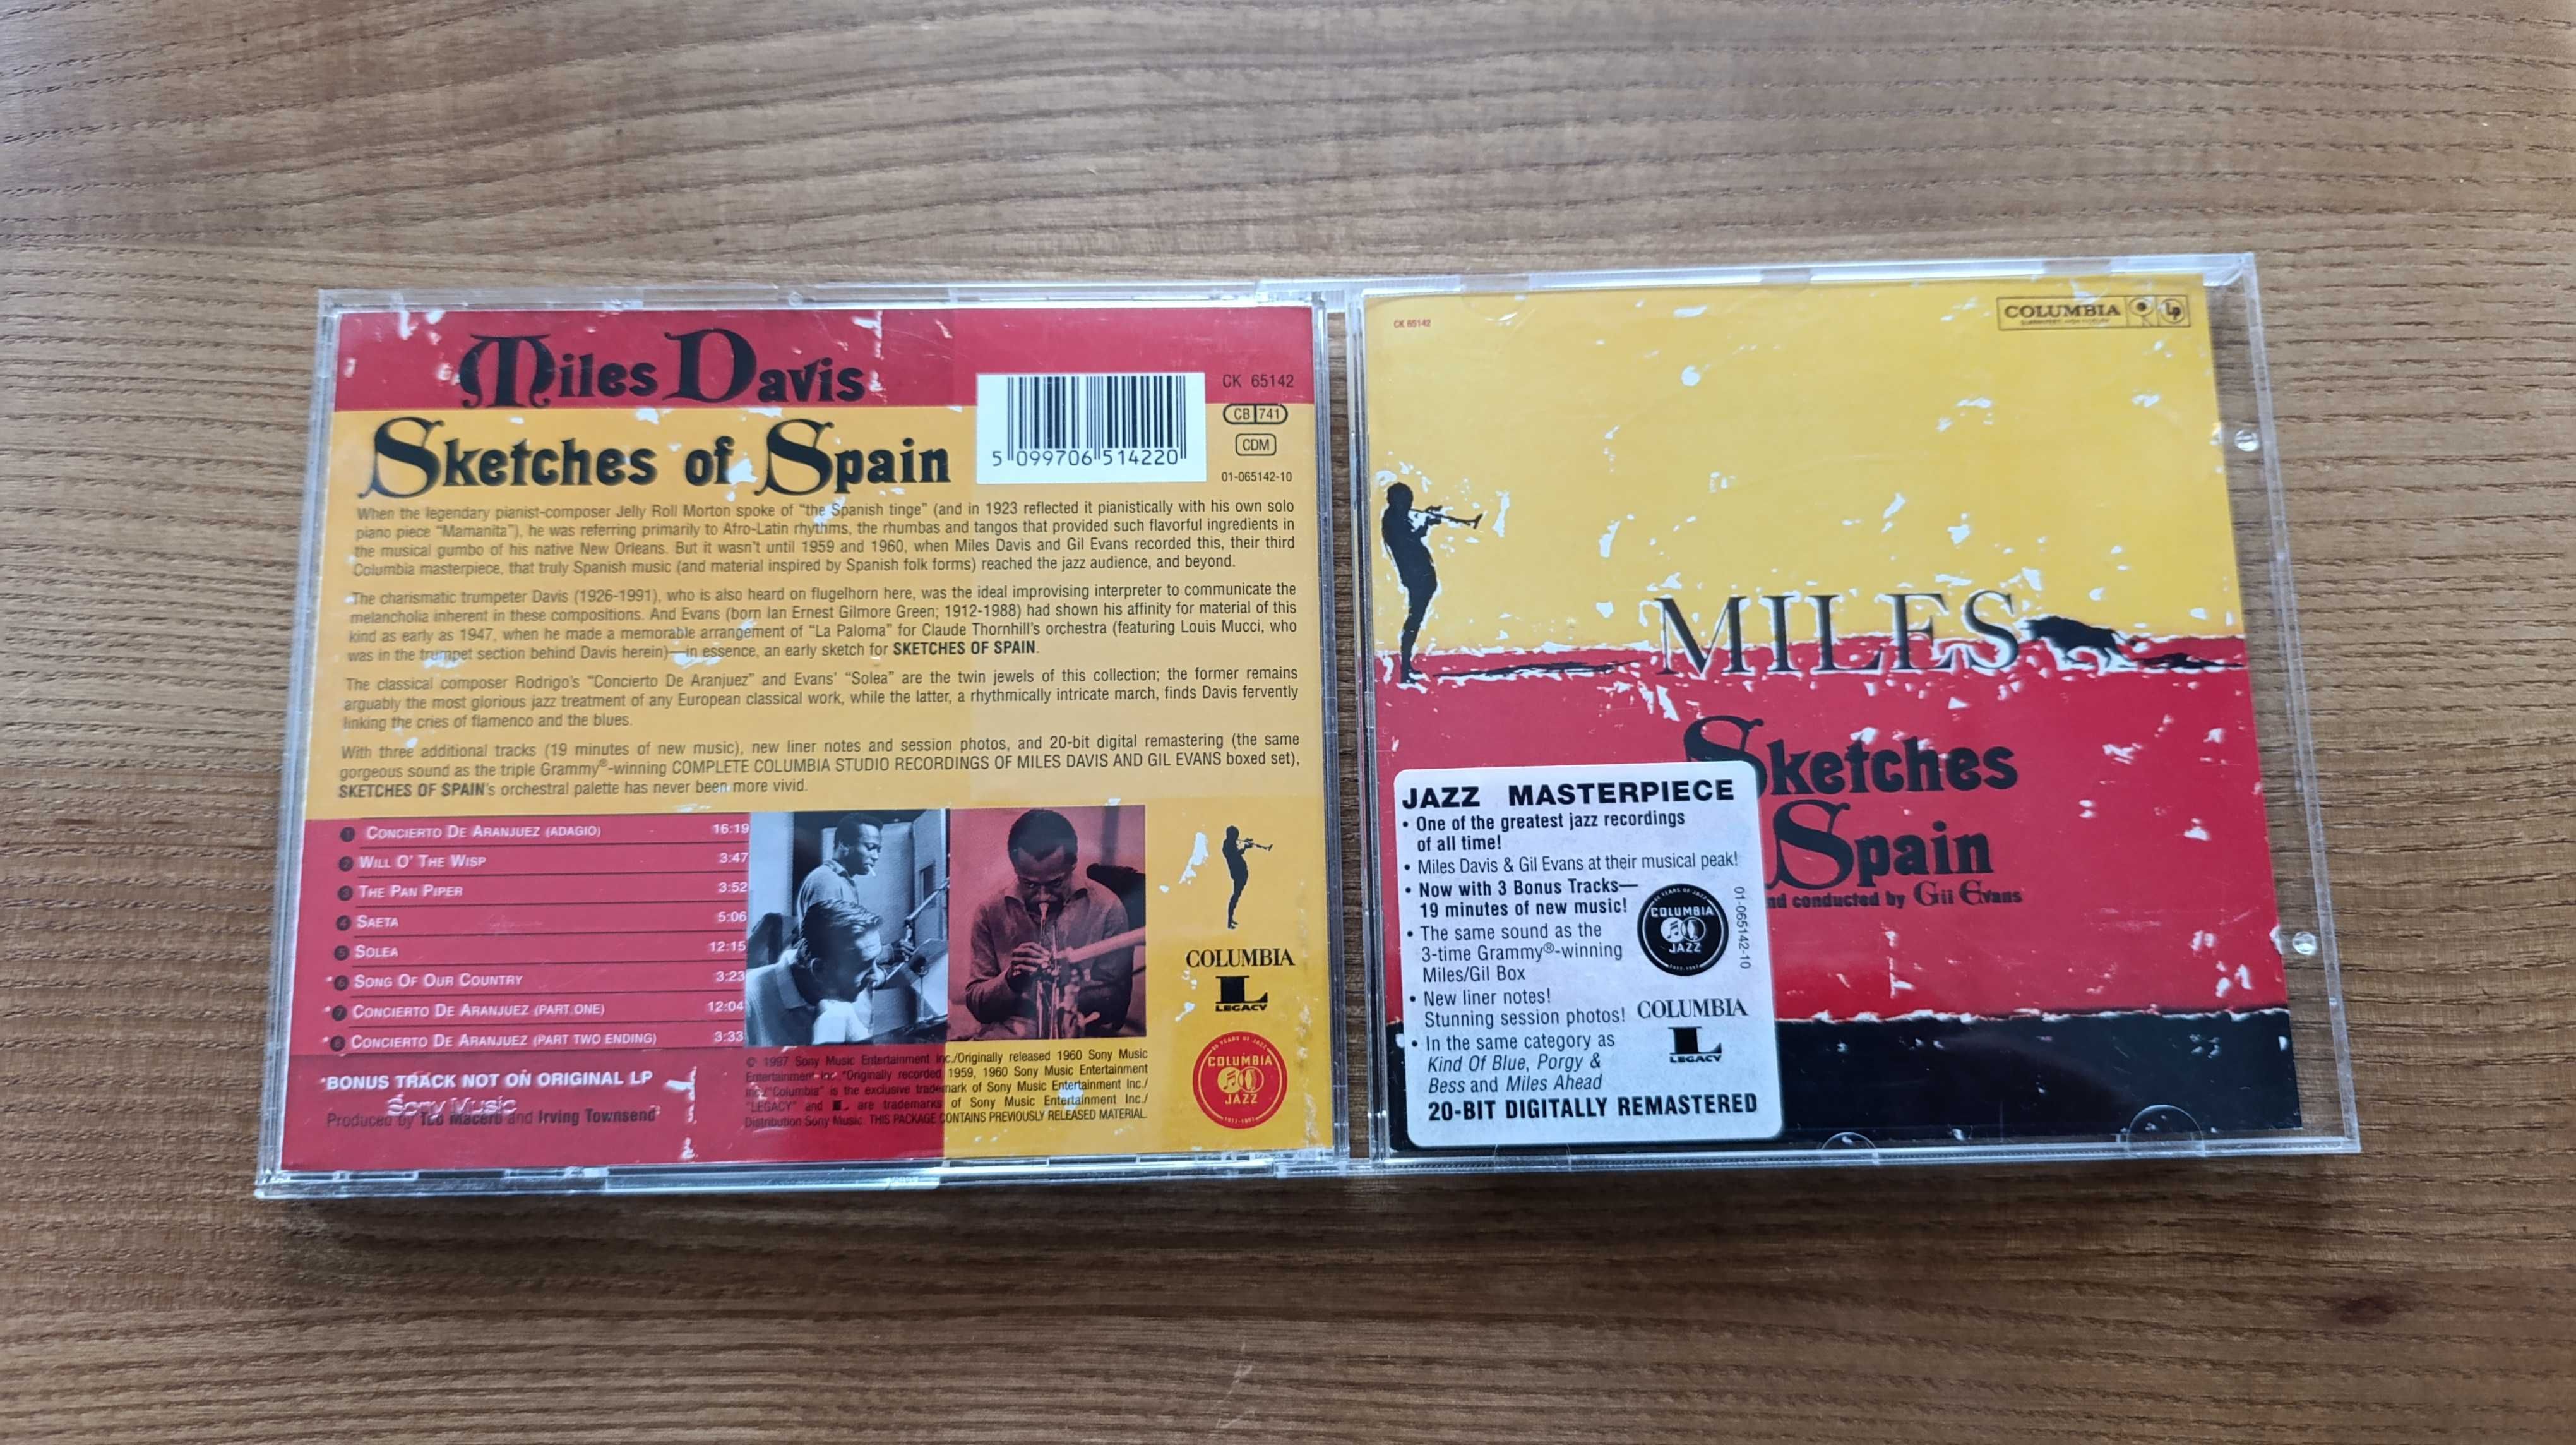 Miles Davis
Sketches of Spain
5 099706 514220
CK 65142
CB 741
CDM
01-065142-10
When the legendary pianist-composer Jelly Roll Morton spoke of "the Spanish tinge" (and in 1923 reflected it pianistically with his own solo
piano piece "Mamanita"), he was referring primarily to Afro-Latin rhythms, the rhumbas and tangos that provided such flavorful ingredients in
the musical gumbo of his native New Orleans. But it wasn't until 1959 and 1960, when Miles Davis and Gil Evans recorded this, their third
Columbia masterpiece, that truly Spanish music (and material inspired by Spanish folk forms) reached the jazz audience, and beyond.
The charismatic trumpeter Davis (1926-1991), who is also heard on flugelhorn here, was the ideal improvising interpreter to communicate the
melancholia inherent in these compositions. And Evans (born Ian Ernest Gilmore Green; 1912-1988) had shown his affinity for material of this
kind as early as 1947, when he made a memorable arrangement of "La Paloma" for Claude Thornhill's orchestra (featuring Louis Mucci, who
was in the trumpet section behind Davis herein)—in essence, an early sketch for SKETCHES OF SPAIN.
The classical composer Rodrigo's "Concierto De Aranjuez" and Evans' "Solea" are the twin jewels of this collection; the former remains
arguably the most glorious jazz treatment of any European classical work, while the latter, a rhythmically intricate march, finds Davis fervently
linking the cries of flamenco and the blues.
With three additional tracks (19 minutes of new music), new liner notes and session photos, and 20-bit digital remastering (the same
gorgeous sound as the triple Grammy®-winning COMPLETE COLUMBIA STUDIO RECORDINGS OF MILES DAVIS AND GIL EVANS boxed set),
SKETCHES OF SPAIN's orchestral palette has never been more vivid.
1 CONCIERTO DE ARANJUEZ (ADAGIO) 16:19
2 WILL O' THE WISP 3:47
3 THE PAN PIPER 3:52
4 SAETA 5:06
5 SOLEA 12:15
*6 SONG OF OUR COUNTRY 3:23
*7 CONCIERTO DE ARANJUEZ (PART ONE) 12:04
*8 CONCIERTO DE ARANJUEZ (PART TWO ENDING) 3:33
*BONUS TRACK NOT ON ORIGINAL LP
Sony Music
Produced by Teo Macero and Irving Townsend
© 1997 Sony Music Entertainment Inc./Originally released 1960 Sony Music
Entertainment Inc. Originally recorded 1959, 1960 Sony Music Entertainment
Inc./"Columbia" is the exclusive trademark of Sony Music Entertainment Inc./
"LEGACY" and L are trademarks of Sony Music Entertainment Inc./
Distribution Sony Music. THIS PACKAGE CONTAINS PREVIOUSLY RELEASED MATERIAL.
COLUMBIA
L
LEGACY
COLUMBIA
JAZZ
CK 65142
COLUMBIA
Lp
MILES
Sketches
Spain
nd conducted by Gil Evans
JAZZ MASTERPIECE
• One of the greatest jazz recordings
of all time!
• Miles Davis & Gil Evans at their musical peak!
• Now with 3 Bonus Tracks—
19 minutes of new music!
• The same sound as the
3-time Grammy®-winning
Miles/Gil Box
• New liner notes!
Stunning session photos!
• In the same category as
Kind Of Blue, Porgy &
Bess and Miles Ahead
20-BIT DIGITALLY REMASTERED
COLUMBIA
JAZZ
01-065142-10
COLUMBIA
L
LEGACY